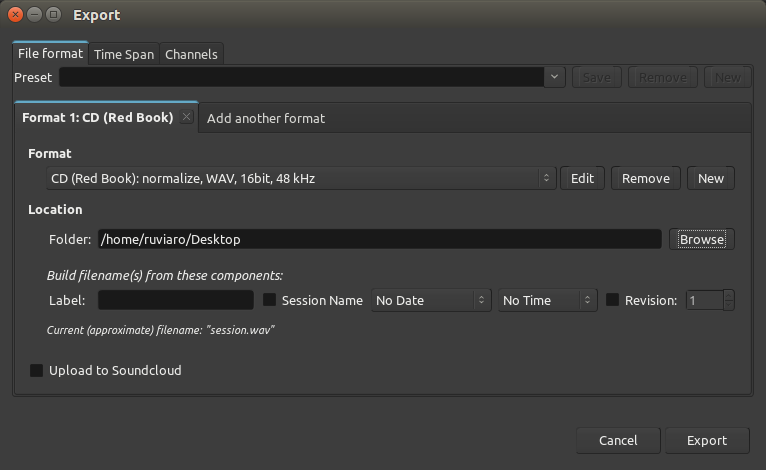 Export
File format Time Span Channels
Preset Save Remove New
Format 1: CD (Red Book) Add another format
Format
CD (Red Book): normalize, WAV, 16bit, 48 kHz Edit Remove New
Location
Folder: /home/ruviaro/Desktop Browse
Build filename(s) from these components:
Label: Session Name No Date No Time Revision: 1
Current (approximate) filename: "session.wav"
Upload to Soundcloud
Cancel Export